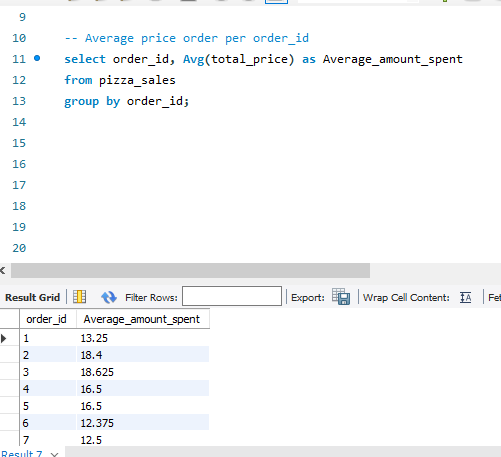 9
10 -- Average price order per order_id
11 select order_id, Avg(total_price) as Average_amount_spent
12 from pizza_sales
13 group by order_id;
14
15
16
17
18
19
20
Result Grid Filter Rows: Export: Wrap Cell Content: Fet
order_id Average_amount_spent
1 13.25
2 18.4
3 18.625
4 16.5
5 16.5
6 12.375
7 12.5
Result 7